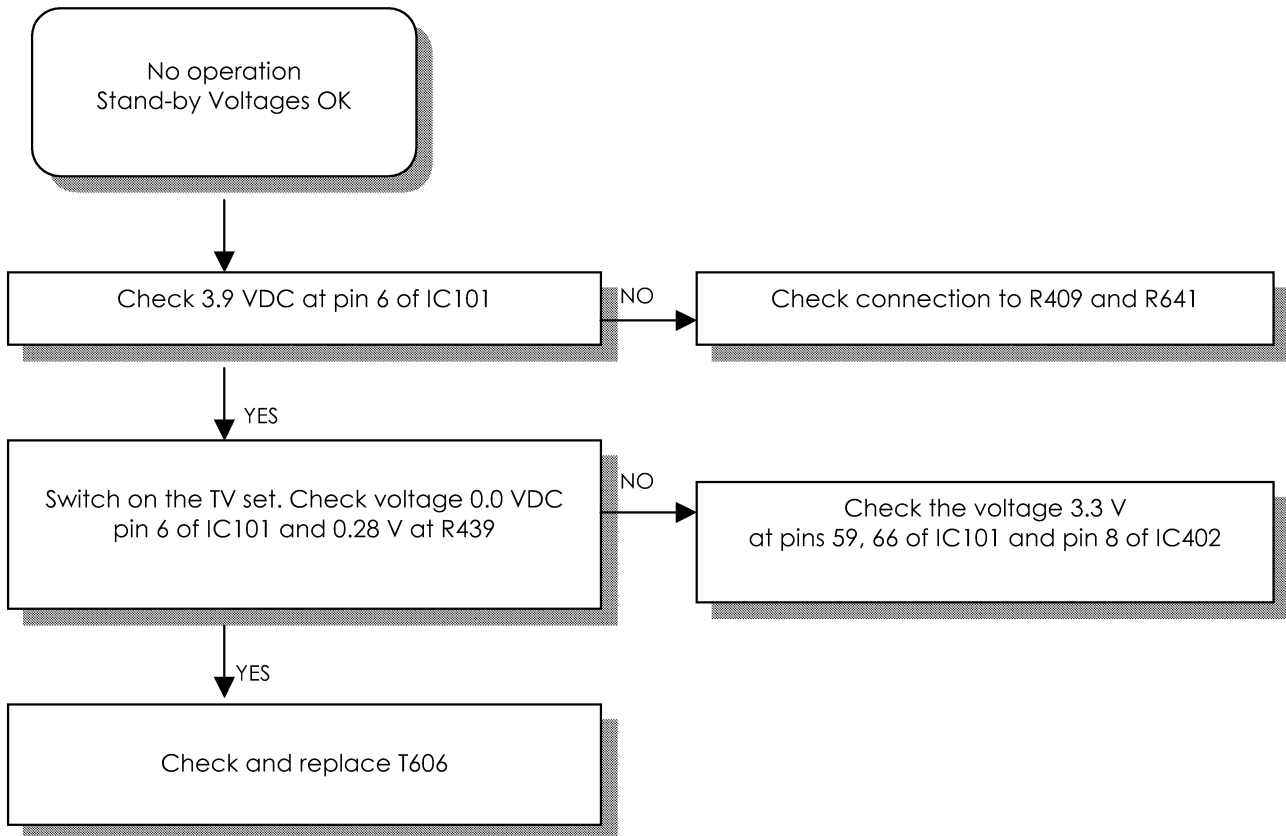 No operation
Stand-by Voltages OK
Check 3.9 VDC at pin 6 of IC101
NO
Check connection to R409 and R641
YES
Switch on the TV set. Check voltage 0.0 VDC
pin 6 of IC101 and 0.28 V at R439
NO
Check the voltage 3.3 V
at pins 59, 66 of IC101 and pin 8 of IC402
YES
Check and replace T606